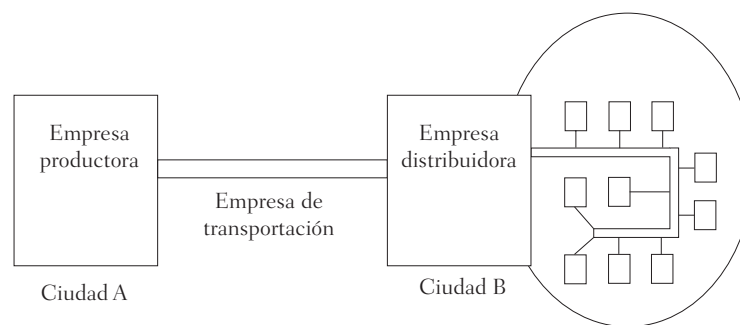 Empresa
productora
Empresa de
transportación
Empresa
distribuidora
Ciudad A
Ciudad B